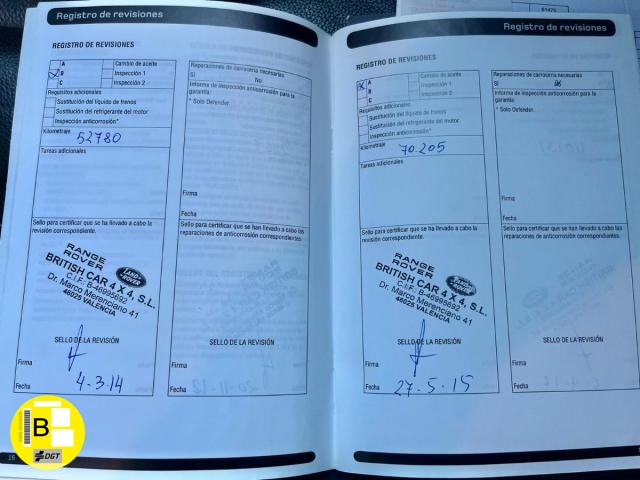 Registro de revisiones
REGISTRO DE REVISIONES
A Cambio de aceite
B Inspección 1
C Inspección 2
Requisitos adicionales
Sustitución del líquido de frenos
Sustitución del refrigerante del motor
Inspección anticorrosión*
Kilometraje
52780
Tareas adicionales
Sello para certificar que se ha llevado a cabo la
revisión correspondiente.
RANGE
ROVER
LAND-
ROVER
BRITISH CAR 4 X 4, S.L.
C.I.F.: B-46995692
Dr. Marco Merenciano 41
46025 VALENCIA
SELLO DE LA REVISIÓN
Firma
Fecha 4-3.14
Reparaciones de carrocería necesarias
Sí No
Informe de inspección anticorrosión para la
garantía:
* Solo Defender.
Firma
Fecha
Sello para certificar que se han llevado a cabo las
reparaciones de anticorrosión correspondientes.
SELLO DE LA REVISIÓN
Firma
Fecha
16
Registro de revisiones
REGISTRO DE REVISIONES
A Cambio de aceite
B Inspección 1
C Inspección 2
Requisitos adicionales
Sustitución del líquido de frenos
Sustitución del refrigerante del motor
Inspección anticorrosión*
Kilometraje
70.205
Tareas adicionales
Sello para certificar que se ha llevado a cabo la
revisión correspondiente.
RANGE
ROVER
BRITISH CAR 4 X 4, S.L.
C.I.F.: B-46995692
Dr. Marco Merenciano 41
46025 VALENCIA
SELLO DE LA REVISIÓN
Firma
Fecha 27-5-15
Reparaciones de carrocería necesarias
Sí
Informe de inspección anticorrosión para la
garantía:
* Solo Defender.
Firma
Fecha
Sello para certificar que se han llevado a cabo las
reparaciones de anticorrosión correspondientes.
SELLO DE LA REVISIÓN
Firma
Fecha
B
DGT